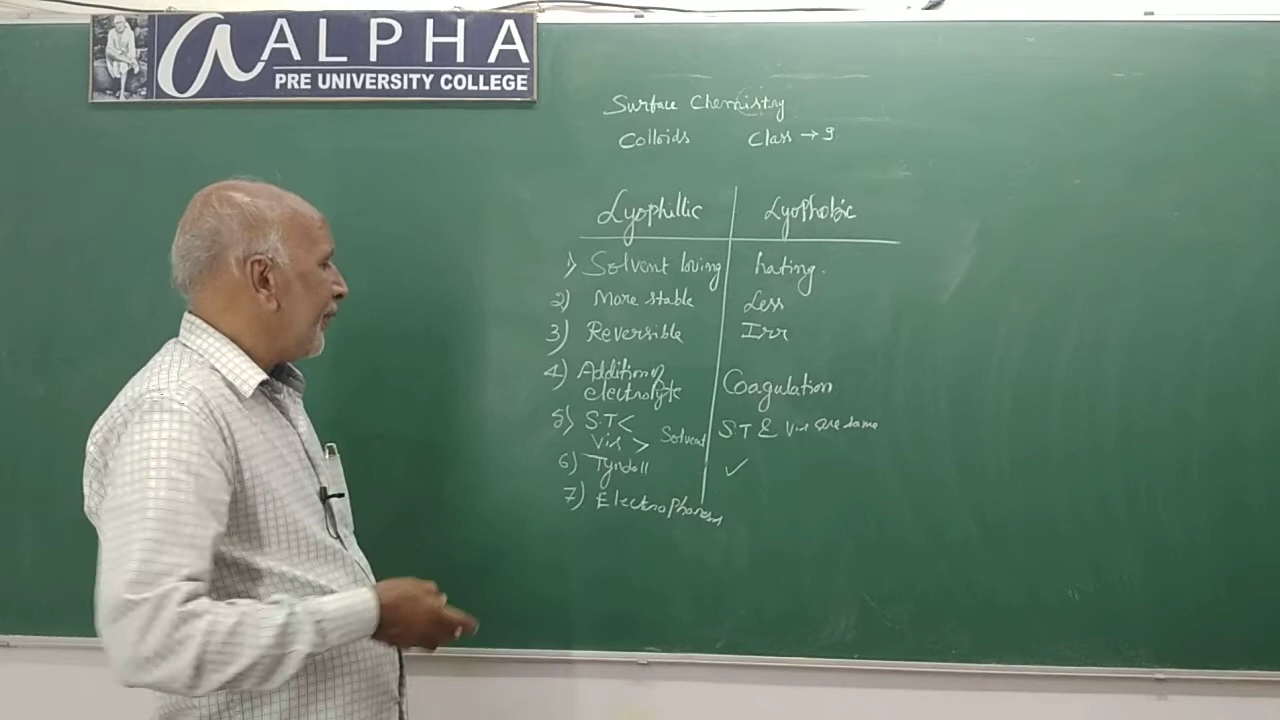 a ALPHA
PRE UNIVERSITY COLLEGE
Surface Chemistry
Colloids Class → 9
Lyophillic Lyophobic
1) Solvent loving hating.
2) More stable Less
3) Reversible Irr
4) Addition of
electrolyte Coagulation
5) S.T <
Vis > Solvent S T & Vis are same
6) Tyndall ✓
7) Electrophoresis